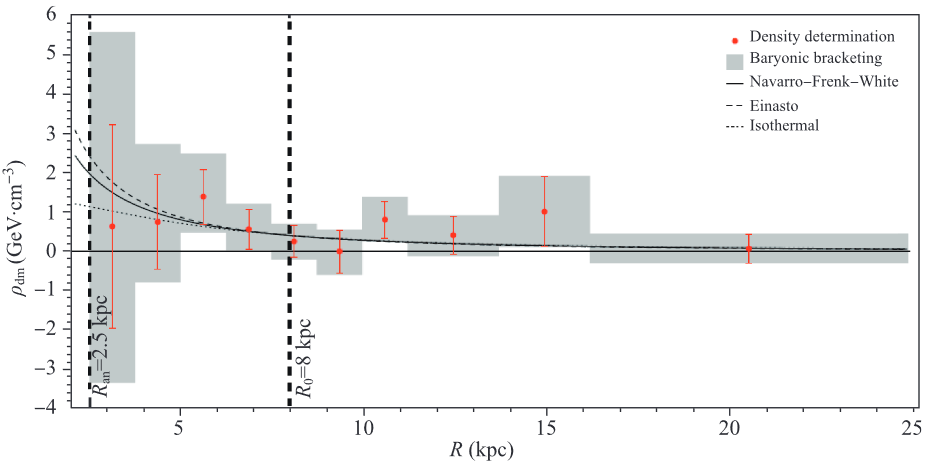 6
5
4
3
2
1
0
−1
−2
−3
−4
ρdm (GeV·cm−3)
Density determination
Baryonic bracketing
Navarro−Frenk−White
Einasto
Isothermal
Ran=2.5 kpc
R0=8 kpc
5
10
15
20
25
R (kpc)